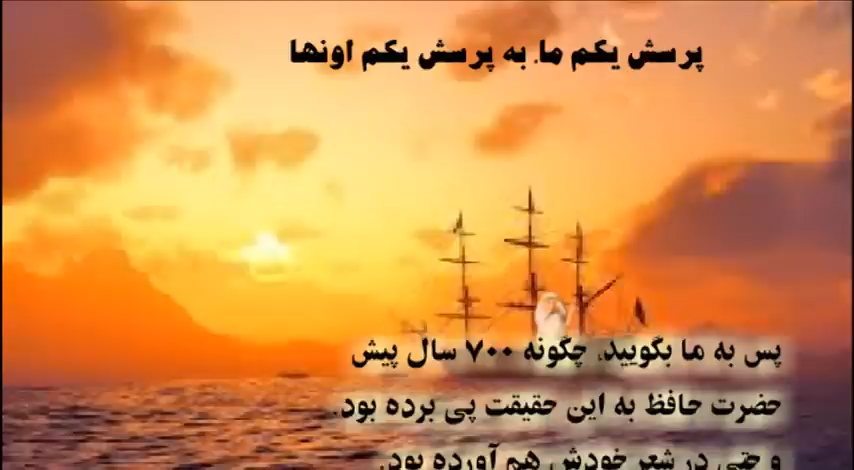 پرسش یکم ما، به پرسش یکم اونها
پس به ما بگویید، چگونه ۷۰۰ سال پیش
حضرت حافظ به این حقیقت پی برده بود.
و حتی در شعر خودش هم آورده بود.